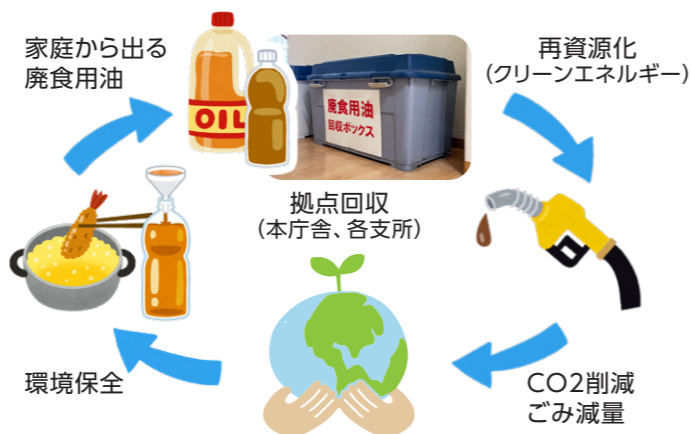 家庭から出る
廃食用油
OIL
廃食用油
回収ボックス
拠点回収
(本庁舎、各支所)
再資源化
(クリーンエネルギー)
CO2削減
ごみ減量
環境保全